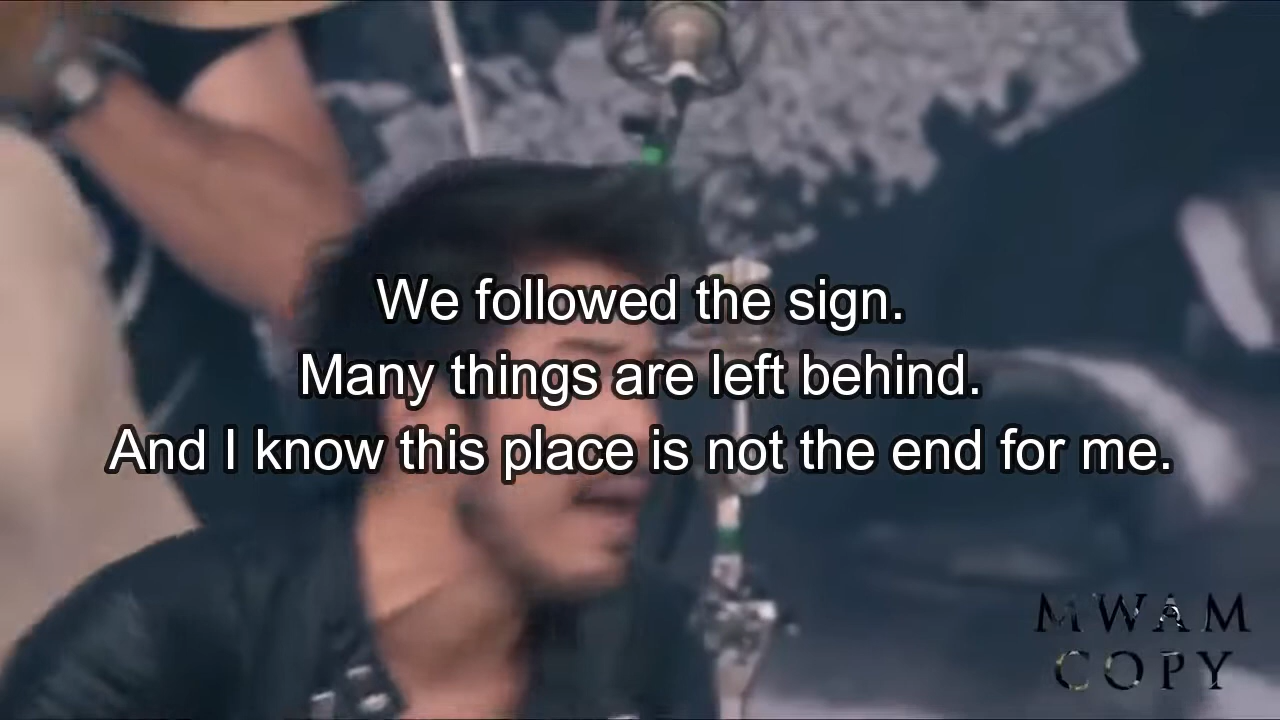 We followed the sign.
Many things are left behind.
And I know this place is not the end for me.
MWAM
COPY